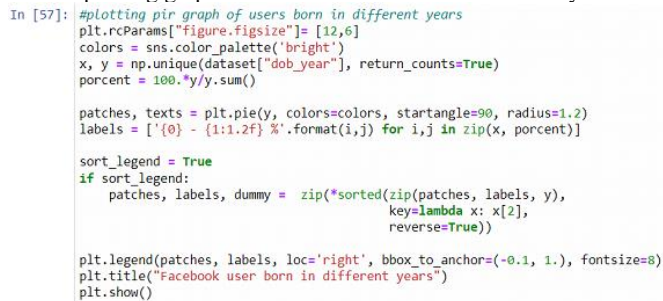 In [57]: #plotting pir graph of users born in different years
plt.rcParams["figure.figsize"]= [12,6]
colors = sns.color_palette('bright')
x, y = np.unique(dataset["dob_year"], return_counts=True)
porcent = 100.*y/y.sum()
patches, texts = plt.pie(y, colors=colors, startangle=90, radius=1.2)
labels = ['{0} - {1:1.2f} %'.format(i,j) for i,j in zip(x, porcent)]
sort_legend = True
if sort_legend:
    patches, labels, dummy =  zip(*sorted(zip(patches, labels, y),
                                          key=lambda x: x[2],
                                          reverse=True))
plt.legend(patches, labels, loc='right', bbox_to_anchor=(-0.1, 1.), fontsize=8)
plt.title("Facebook user born in different years")
plt.show()